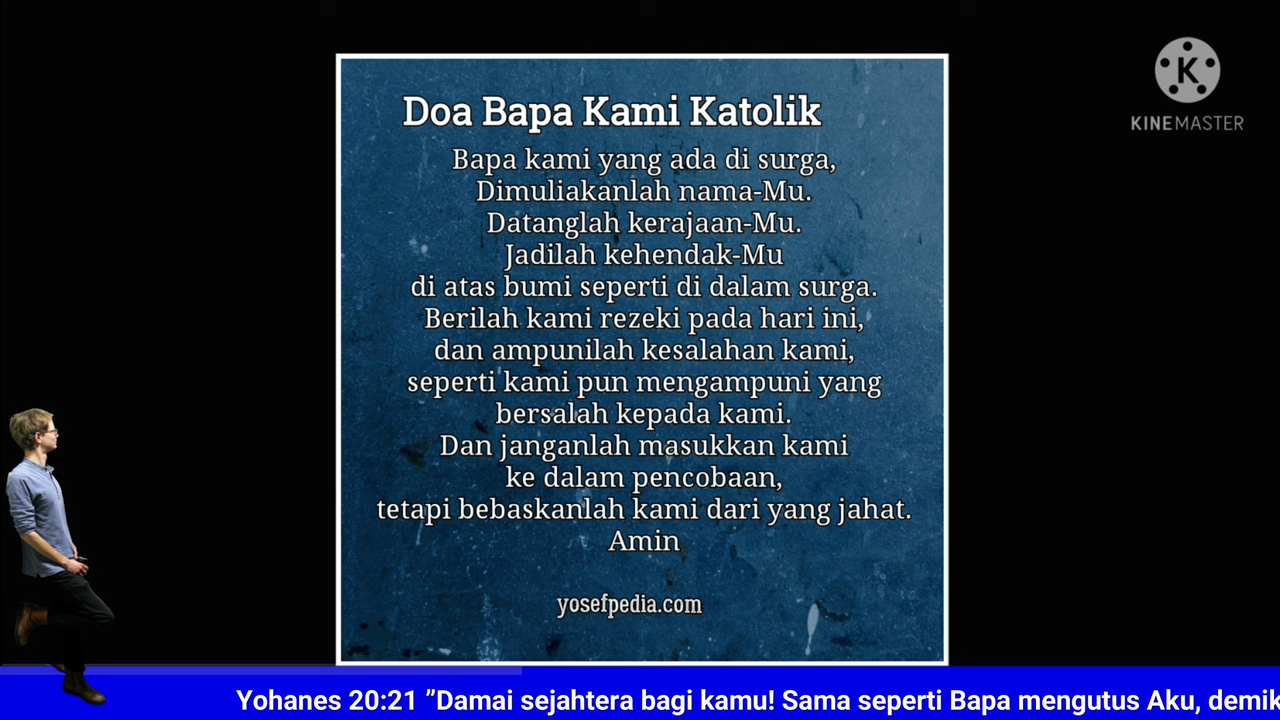 KINEMASTER
Doa Bapa Kami Katolik
Bapa kami yang ada di surga,
Dimuliakanlah nama-Mu.
Datanglah kerajaan-Mu.
Jadilah kehendak-Mu
di atas bumi seperti di dalam surga.
Berilah kami rezeki pada hari ini,
dan ampunilah kesalahan kami,
seperti kami pun mengampuni yang
bersalah kepada kami.
Dan janganlah masukkan kami
ke dalam pencobaan,
tetapi bebaskanlah kami dari yang jahat.
Amin
yosefpedia.com
Yohanes 20:21 ”Damai sejahtera bagi kamu! Sama seperti Bapa mengutus Aku, demik